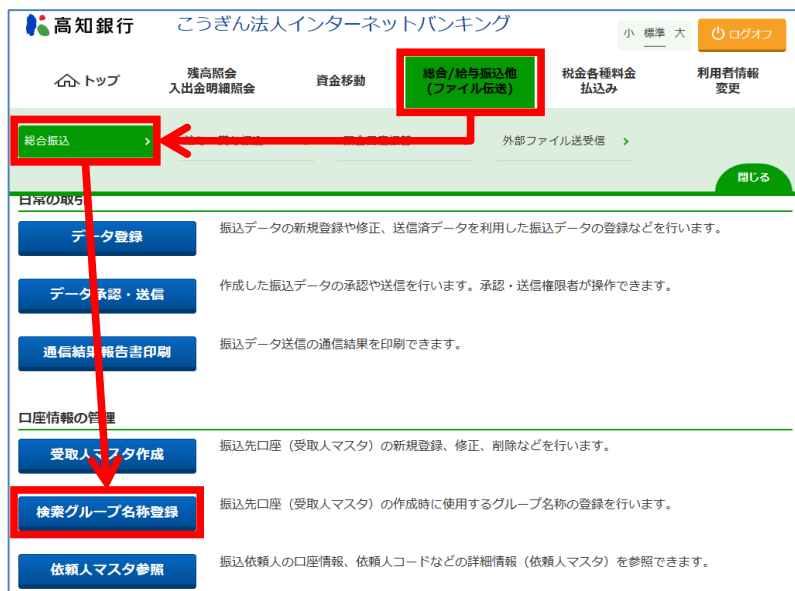 高知銀行 こうぎん法人インターネットバンキング 小 標準 大 ログオフ
トップ 残高照会 入出金明細照会 資金移動 総合/給与振込他 (ファイル伝送) 税金各種料金 払込み 利用者情報 変更
総合振込 外部ファイル送受信
閉じる
日常の取引
データ登録 振込データの新規登録や修正、送信済データを利用した振込データの登録などを行います。
データ承認・送信 作成した振込データの承認や送信を行います。承認・送信権限者が操作できます。
通信結果報告書印刷 振込データ送信の通信結果を印刷できます。
口座情報の管理
受取人マスタ作成 振込先口座（受取人マスタ）の新規登録、修正、削除などを行います。
検索グループ名称登録 振込先口座（受取人マスタ）の作成時に使用するグループ名称の登録を行います。
依頼人マスタ参照 振込依頼人の口座情報、依頼人コードなどの詳細情報（依頼人マスタ）を参照できます。